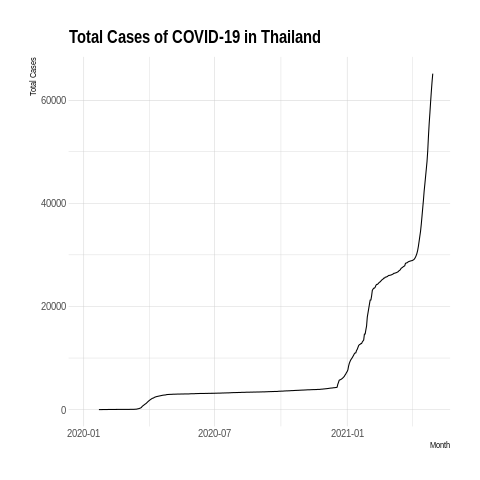 Total Cases of COVID-19 in Thailand
Total Cases
60000
40000
20000
0
2020-01
2020-07
2021-01
Month